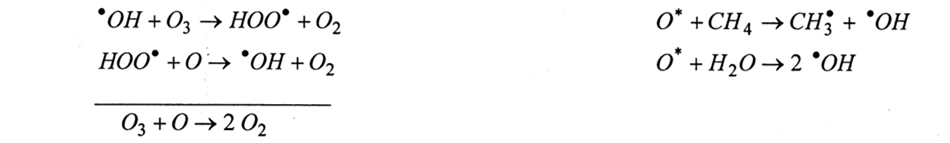 •OH + O₃ → HOO• + O₂
HOO• + O → •OH + O₂
O₃ + O → 2 O₂
O* + CH₄ → CH₃• + •OH
O* + H₂O → 2 •OH